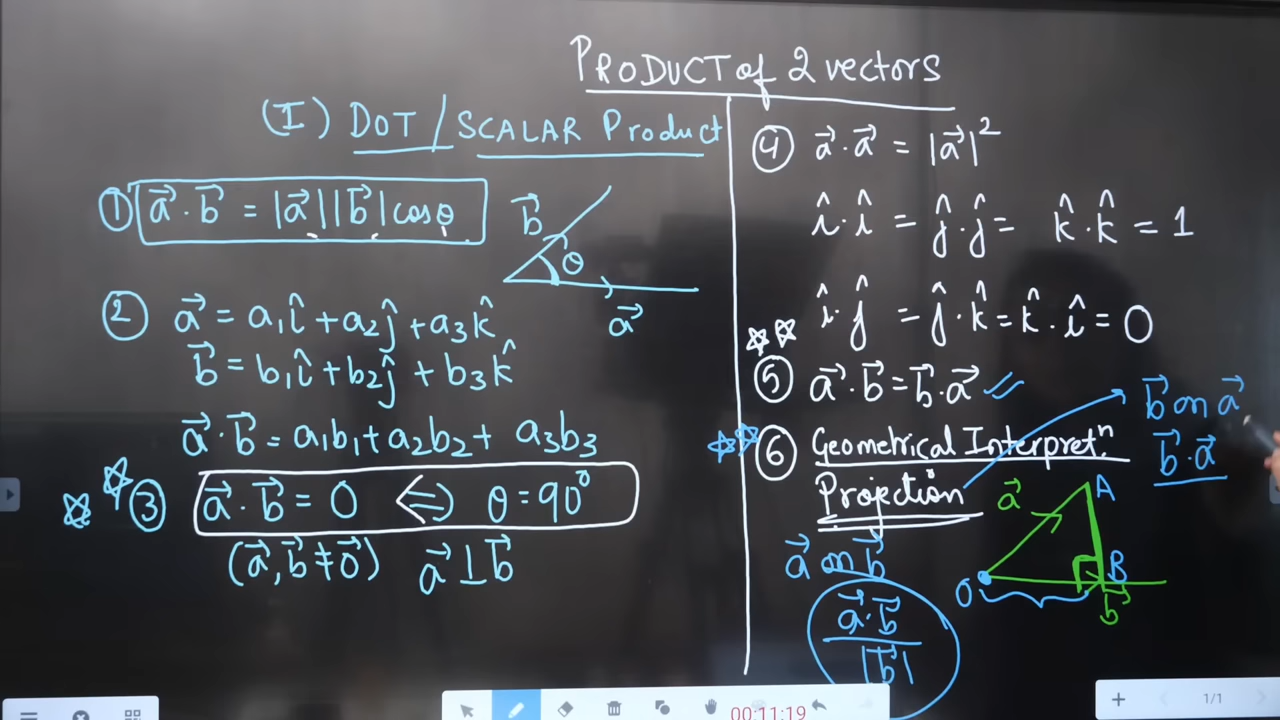 PRODUCT of 2 vectors
(I) DOT / SCALAR Product
① a⃗·b⃗ = |a⃗||b⃗|cosθ
b⃗
θ
a⃗
② a⃗ = a₁î + a₂ĵ + a₃k̂
b⃗ = b₁î + b₂ĵ + b₃k̂
a⃗·b⃗ = a₁b₁ + a₂b₂ + a₃b₃
③ a⃗·b⃗ = 0 ⟺ θ = 90°
(a⃗, b⃗ ≠ 0⃗) a⃗ ⊥ b⃗
④ a⃗·a⃗ = |a⃗|²
î·î = ĵ·ĵ = k̂·k̂ = 1
î·ĵ = ĵ·k̂ = k̂·î = 0
⑤ a⃗·b⃗ = b⃗·a⃗
⑥ Geometrical Interpretⁿ
Projection
b⃗ on a⃗
b⃗·a⃗
a⃗ on b⃗
a⃗·b⃗
|b⃗|
a⃗
A
O
B
b⃗
00:11:19
1/1